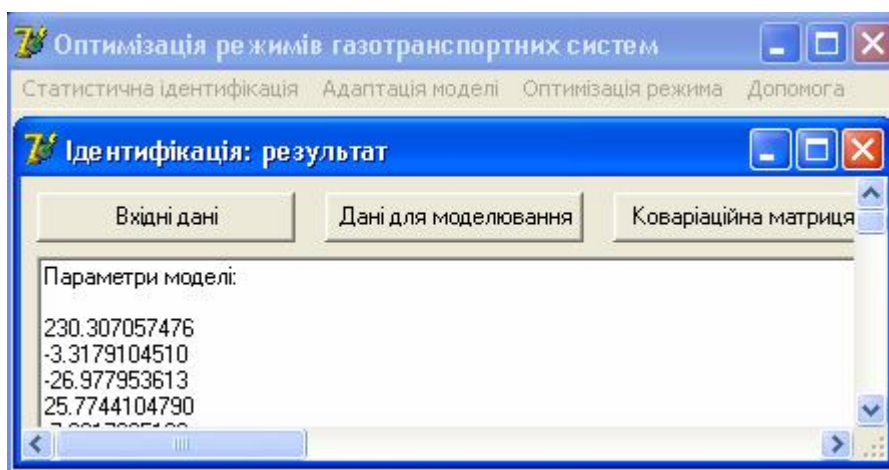 Оптимізація режимів газотранспортних систем
Статистична ідентифікація Адаптація моделі Оптимізація режима Допомога
Ідентифікація: результат
Вхідні дані Дані для моделювання Коваріаційна матриця
Параметри моделі:
230.307057476
-3.3179104510
-26.977953613
25.7744104790